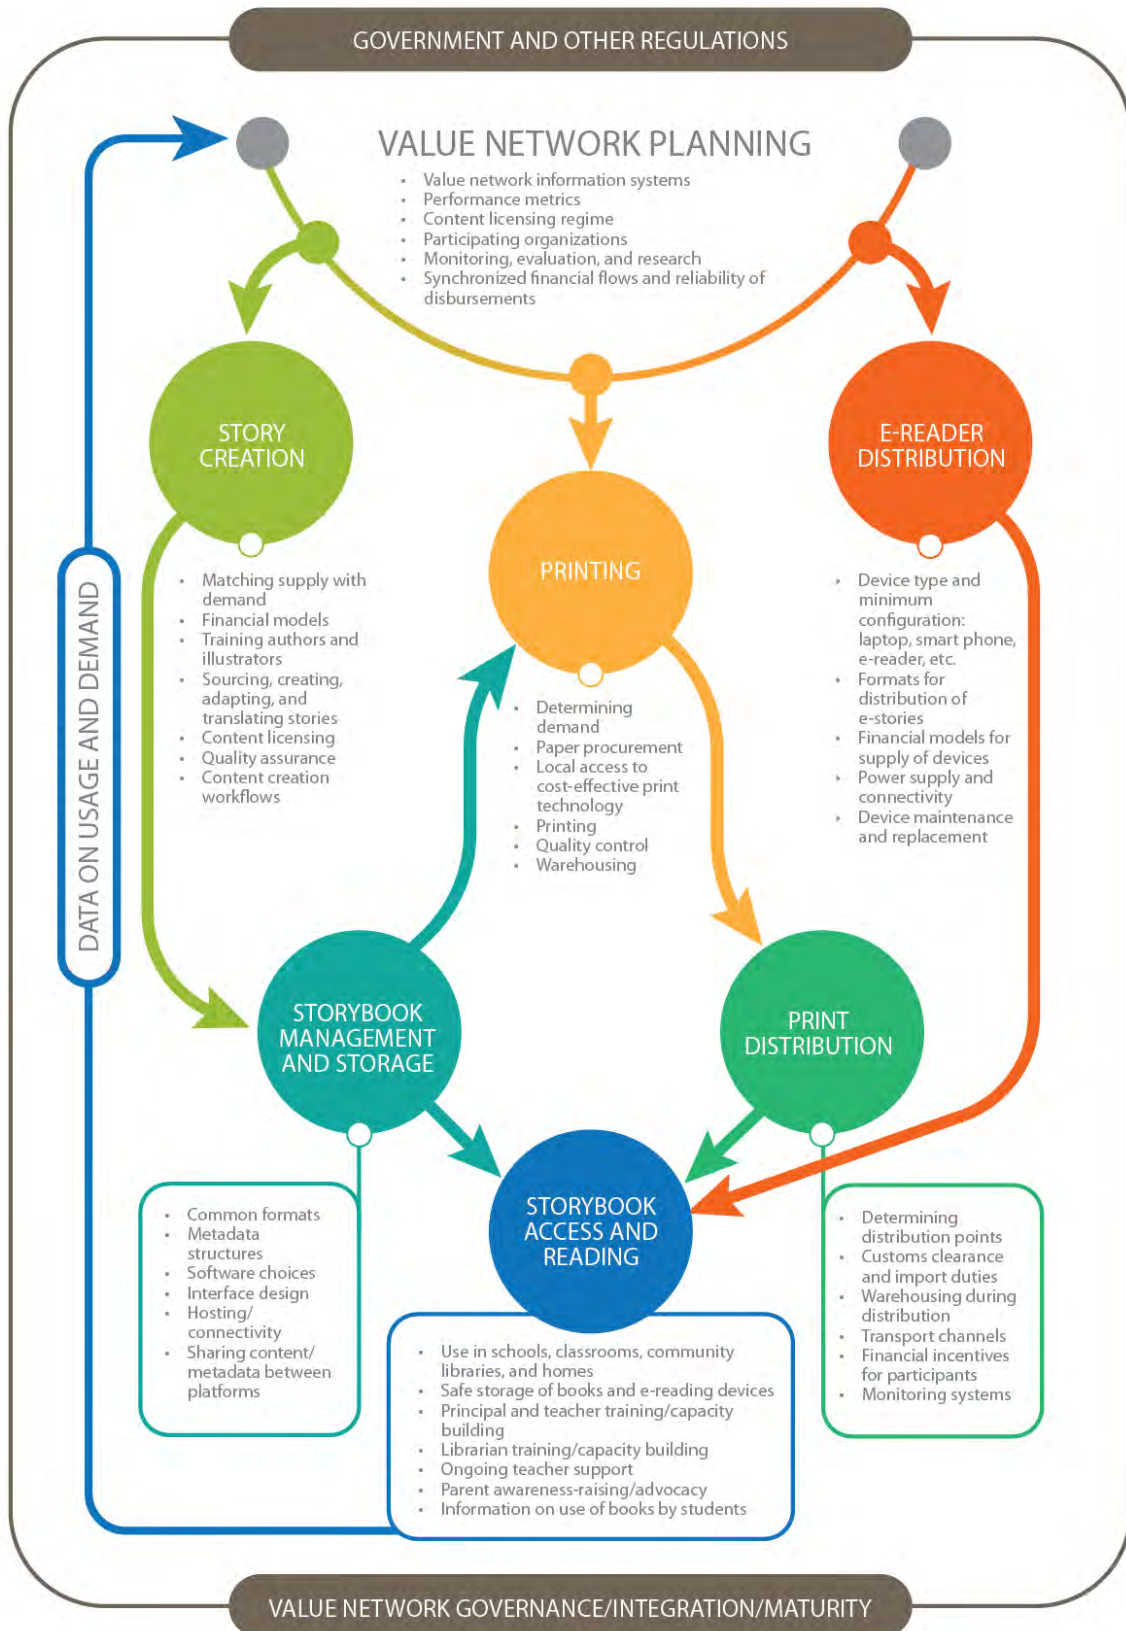 GOVERNMENT AND OTHER REGULATIONS
VALUE NETWORK PLANNING
• Value network information systems
• Performance metrics
• Content licensing regime
• Participating organizations
• Monitoring, evaluation, and research
• Synchronized financial flows and reliability of
disbursements
STORY
CREATION
• Matching supply with
demand
• Financial models
• Training authors and
illustrators
• Sourcing, creating,
adapting, and
translating stories
• Content licensing
• Quality assurance
• Content creation
workflows
PRINTING
• Determining
demand
• Paper procurement
• Local access to
cost-effective print
technology
• Printing
• Quality control
• Warehousing
E-READER
DISTRIBUTION
‣ Device type and
minimum
configuration:
laptop, smart phone,
e-reader, etc.
• Formats for
distribution of
e-stories
• Financial models for
supply of devices
‣ Power supply and
connectivity
‣ Device maintenance
and replacement
DATA ON USAGE AND DEMAND
STORYBOOK
MANAGEMENT
AND STORAGE
• Common formats
• Metadata
structures
• Software choices
• Interface design
• Hosting/
connectivity
• Sharing content/
metadata between
platforms
PRINT
DISTRIBUTION
• Determining
distribution points
• Customs clearance
and import duties
• Warehousing during
distribution
• Transport channels
• Financial incentives
for participants
• Monitoring systems
STORYBOOK
ACCESS AND
READING
• Use in schools, classrooms, community
libraries, and homes
• Safe storage of books and e-reading devices
• Principal and teacher training/capacity
building
• Librarian training/capacity building
• Ongoing teacher support
• Parent awareness-raising/advocacy
• Information on use of books by students
VALUE NETWORK GOVERNANCE/INTEGRATION/MATURITY